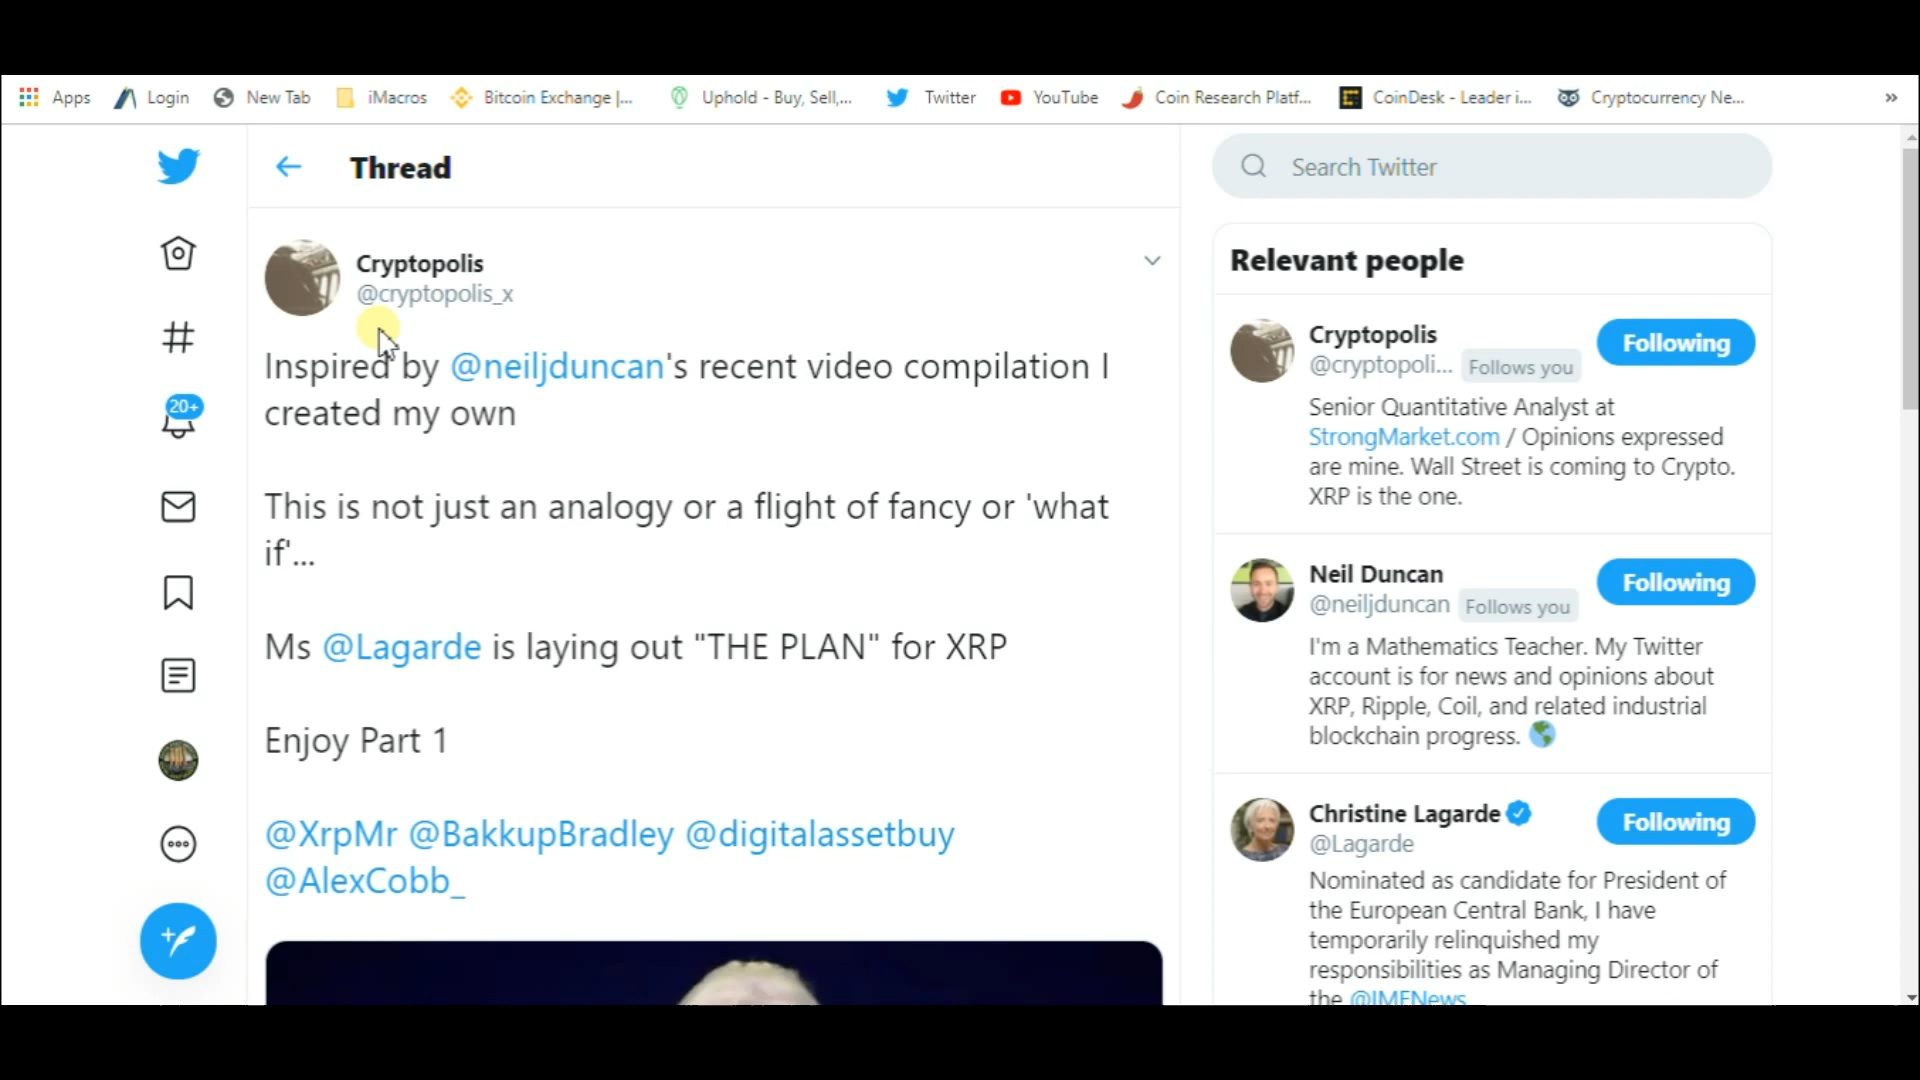 Apps Login New Tab iMacros Bitcoin Exchange |... Uphold - Buy, Sell,... Twitter YouTube Coin Research Platf... CoinDesk - Leader i... Cryptocurrency Ne... »
Thread
Cryptopolis
@cryptopolis_x
Inspired by @neiljduncan's recent video compilation I
created my own
This is not just an analogy or a flight of fancy or 'what
if'...
Ms @Lagarde is laying out "THE PLAN" for XRP
Enjoy Part 1
@XrpMr @BakkupBradley @digitalassetbuy
@AlexCobb_
20+
Search Twitter
Relevant people
Cryptopolis
@cryptopoli... Follows you
Following
Senior Quantitative Analyst at
StrongMarket.com / Opinions expressed
are mine. Wall Street is coming to Crypto.
XRP is the one.
Neil Duncan
@neiljduncan Follows you
Following
I'm a Mathematics Teacher. My Twitter
account is for news and opinions about
XRP, Ripple, Coil, and related industrial
blockchain progress.
Christine Lagarde
@Lagarde
Following
Nominated as candidate for President of
the European Central Bank, I have
temporarily relinquished my
responsibilities as Managing Director of
the @IMFNews